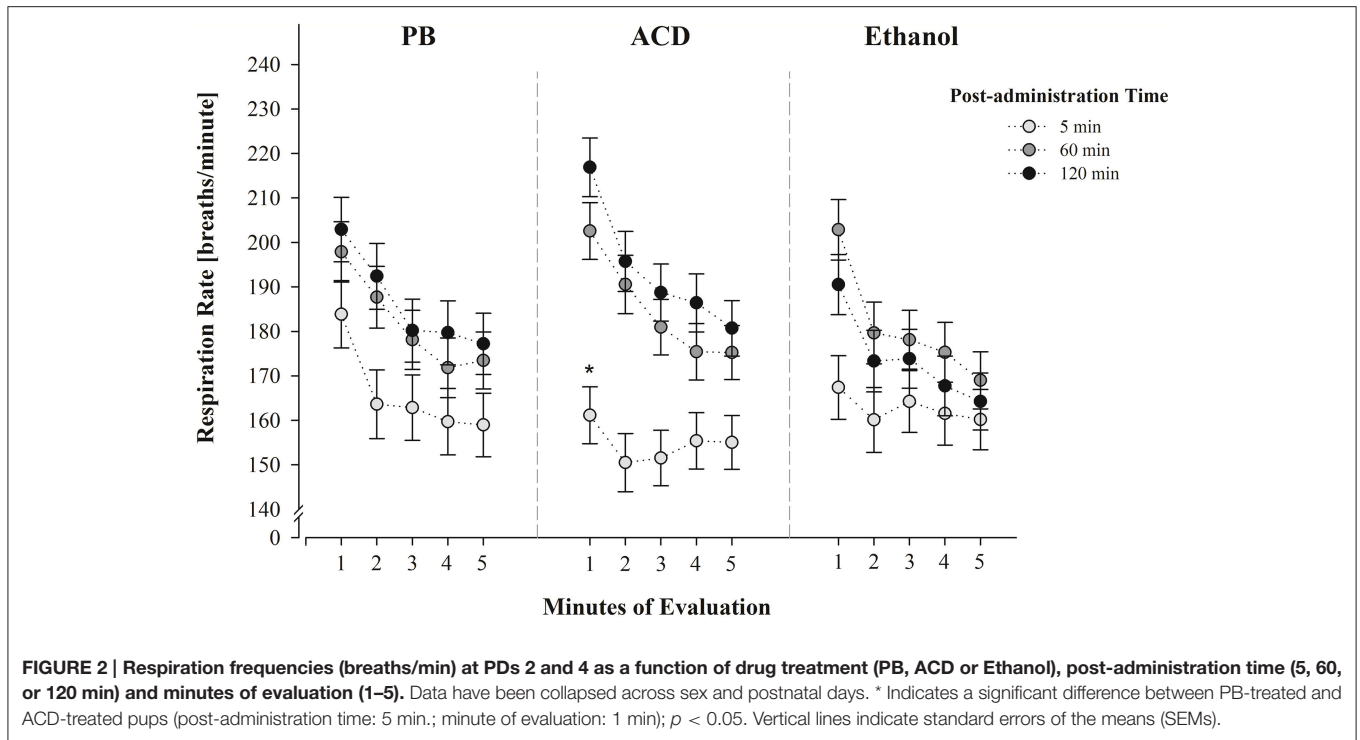 PB ACD Ethanol
Respiration Rate [breaths/minute]
240
230
220
210
200
190
180
170
160
150
140
0
Post-administration Time
5 min
60 min
120 min
*
1 2 3 4 5 1 2 3 4 5 1 2 3 4 5
Minutes of Evaluation
FIGURE 2 | Respiration frequencies (breaths/min) at PDs 2 and 4 as a function of drug treatment (PB, ACD or Ethanol), post-administration time (5, 60,
or 120 min) and minutes of evaluation (1–5). Data have been collapsed across sex and postnatal days. * Indicates a significant difference between PB-treated and
ACD-treated pups (post-administration time: 5 min.; minute of evaluation: 1 min); p < 0.05. Vertical lines indicate standard errors of the means (SEMs).